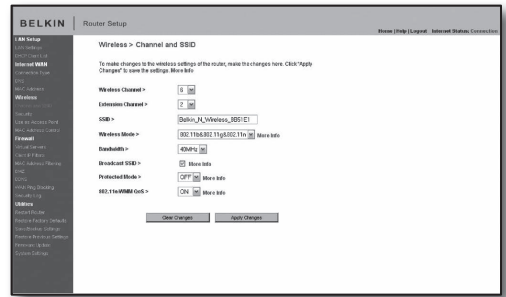 BELKIN
Router Setup
Home | Help | Logout Internet Status: Connection
LAN Setup
LAN Settings
DHCP Client List
Internet WAN
Connection Type
DNS
MAC Address
Wireless
Channel and SSID
Security
Use as Access Point
MAC Address Control
Firewall
Virtual Servers
Client IP Filters
MAC Address Filtering
DMZ
DDNS
WAN Ping Blocking
Security Log
Utilities
Restart Router
Restore Factory Defaults
Save/Backup Settings
Restore Previous Settings
Firmware Update
System Settings
Wireless > Channel and SSID
To make changes to the wireless settings of the router, make the changes here. Click "Apply
Changes" to save the settings. More Info
Wireless Channel > 6
Extension Channel > 2
SSID > Belkin_N_Wireless_8B51E1
Wireless Mode > 802.11b&802.11g&802.11n More Info
Bandwidth > 40MHz
Broadcast SSID > More Info
Protected Mode > OFF More Info
802.11n/WMM QoS > ON More Info
Clear Changes Apply Changes